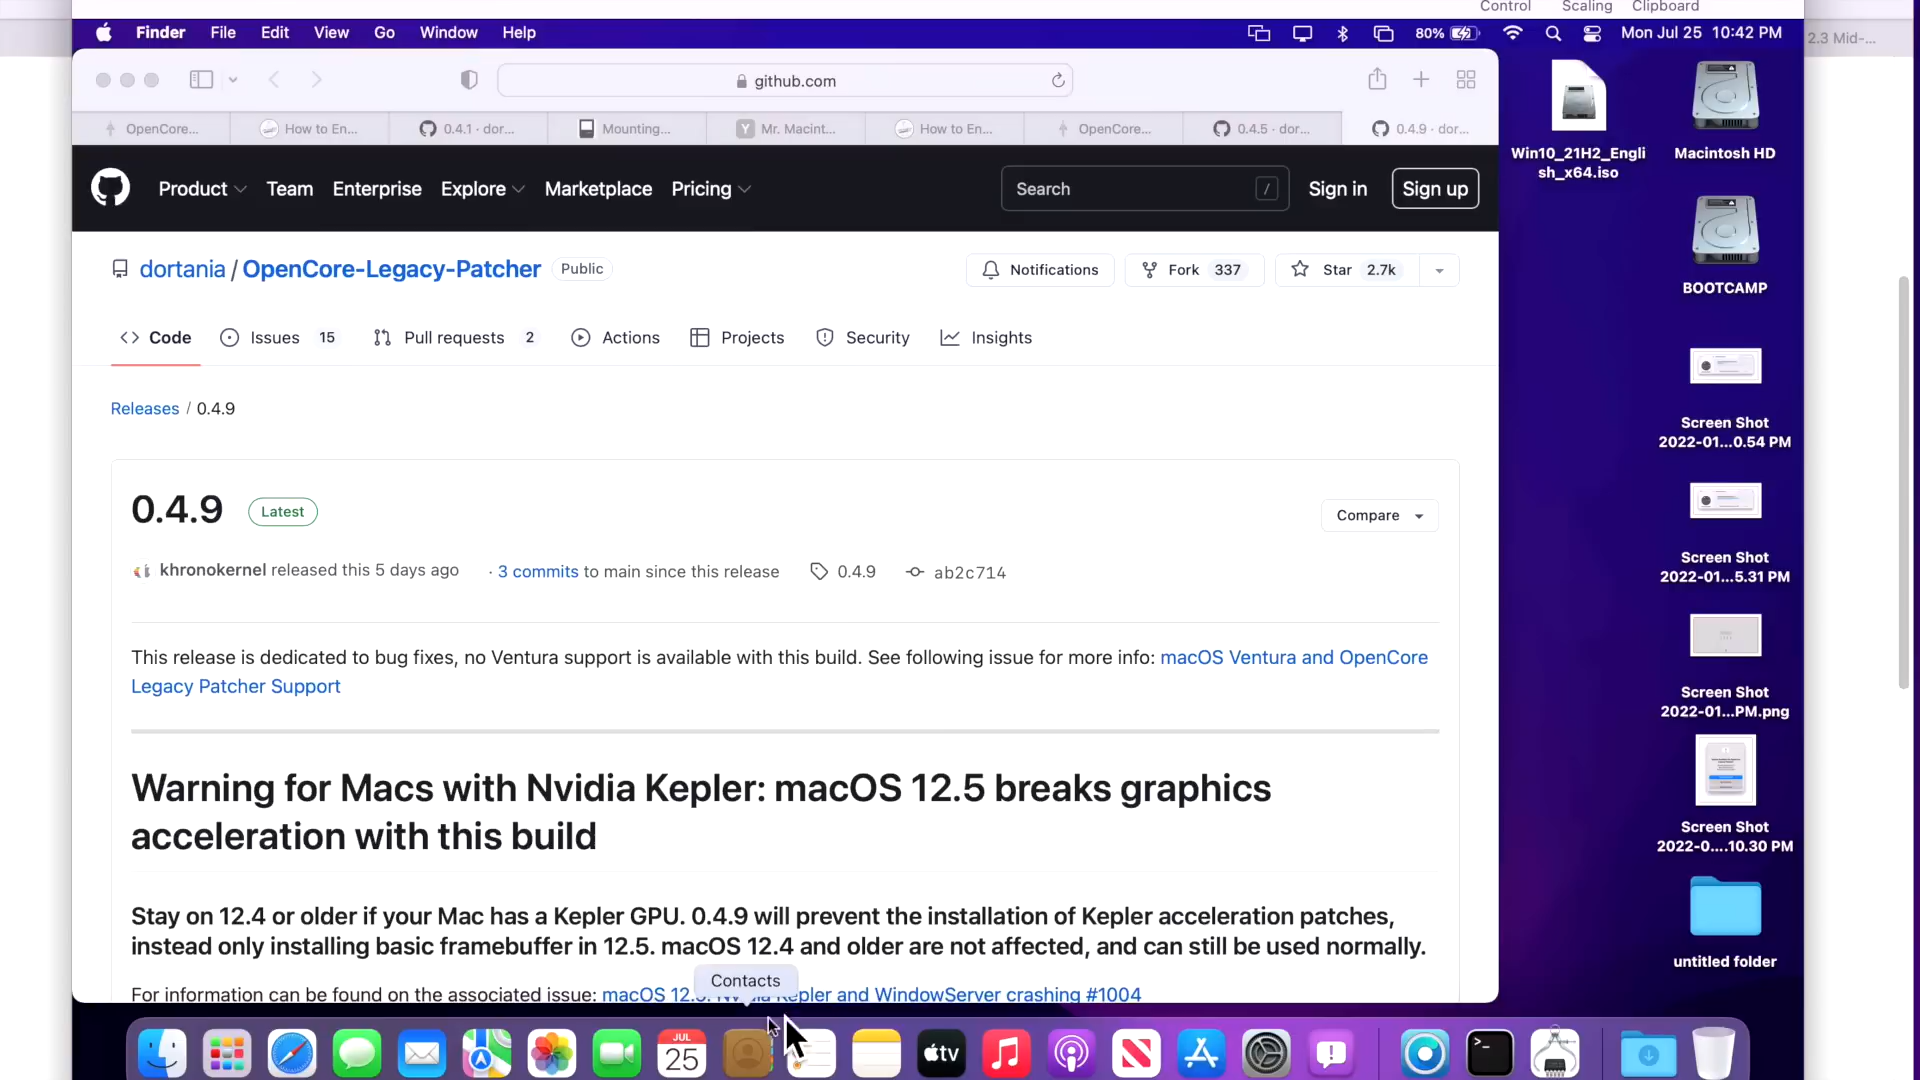 Control Scaling Clipboard
Finder File Edit View Go Window Help 80% Mon Jul 25 10:42 PM
2.3 Mid-...
github.com
OpenCore... How to En... 0.4.1 · dor... Mounting... Mr. Macint... How to En... OpenCore... 0.4.5 · dor... 0.4.9 · dor...
Product Team Enterprise Explore Marketplace Pricing Search / Sign in Sign up
dortania / OpenCore-Legacy-Patcher Public Notifications Fork 337 Star 2.7k
Code Issues 15 Pull requests 2 Actions Projects Security Insights
Releases / 0.4.9
0.4.9 Latest Compare
khronokernel released this 5 days ago · 3 commits to main since this release 0.4.9 ab2c714
This release is dedicated to bug fixes, no Ventura support is available with this build. See following issue for more info: macOS Ventura and OpenCore
Legacy Patcher Support
Warning for Macs with Nvidia Kepler: macOS 12.5 breaks graphics
acceleration with this build
Stay on 12.4 or older if your Mac has a Kepler GPU. 0.4.9 will prevent the installation of Kepler acceleration patches,
instead only installing basic framebuffer in 12.5. macOS 12.4 and older are not affected, and can still be used normally.
Contacts
For information can be found on the associated issue: macOS 12.5: Nvidia Kepler and WindowServer crashing #1004
Win10_21H2_Engli
sh_x64.iso
Macintosh HD
BOOTCAMP
Screen Shot
2022-01...0.54 PM
Screen Shot
2022-01...5.31 PM
Screen Shot
2022-01...PM.png
Screen Shot
2022-0....10.30 PM
untitled folder
JUL
25
tv